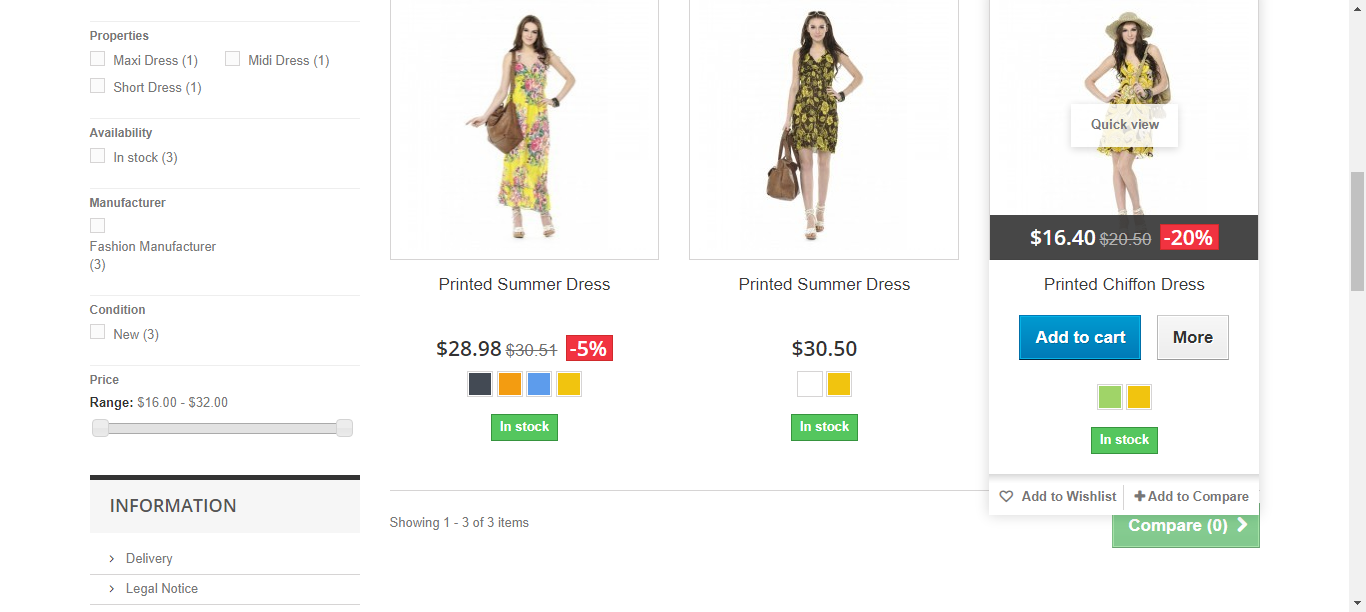 Properties
Maxi Dress (1)
Midi Dress (1)
Short Dress (1)
Availability
In stock (3)
Manufacturer
Fashion Manufacturer
(3)
Condition
New (3)
Price
Range: $16.00 - $32.00
INFORMATION
Delivery
Legal Notice
Printed Summer Dress
$28.98 $30.51 -5%
In stock
Printed Summer Dress
$30.50
In stock
Quick view
$16.40 $20.50 -20%
Printed Chiffon Dress
Add to cart
More
In stock
Add to Wishlist
Add to Compare
Showing 1 - 3 of 3 items
Compare (0)